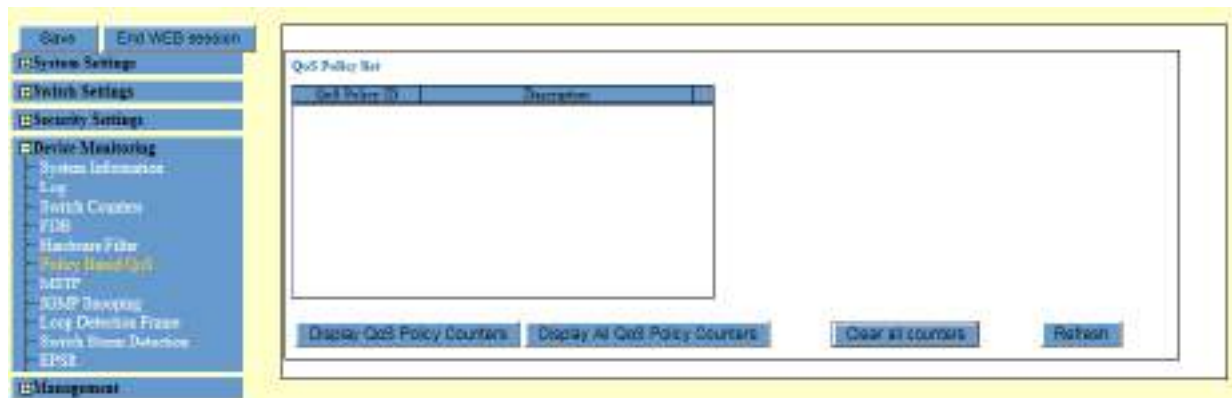 Save
End WEB session
System Settings
Switch Settings
Security Settings
Device Monitoring
System Information
Log
Switch Counters
FDB
Hardware Filter
Policy Based QoS
MSTP
IGMP Snooping
Loop Detection Frame
Switch Storm Detection
EPSR
Management
QoS Policy list
QoS Policy ID
Description
Display QoS Policy Counters
Display All QoS Policy Counters
Clear all counters
Refresh